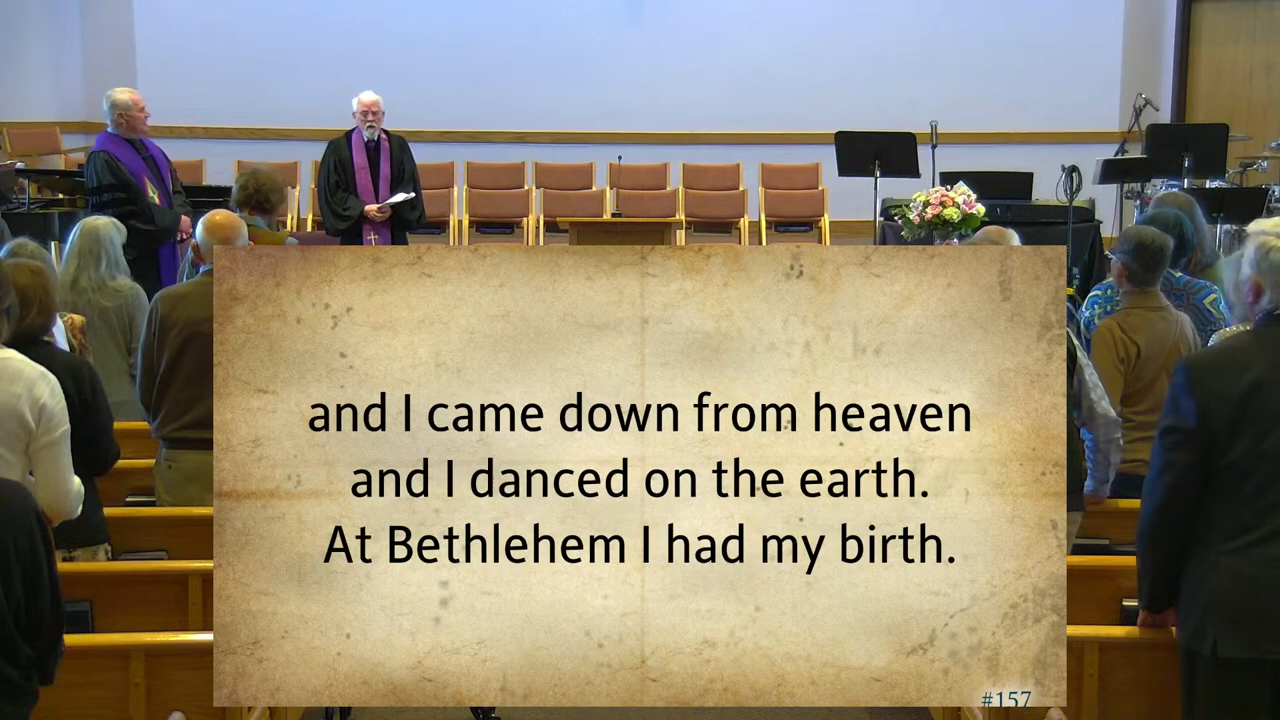 and I came down from heaven
and I danced on the earth.
At Bethlehem I had my birth.
#157